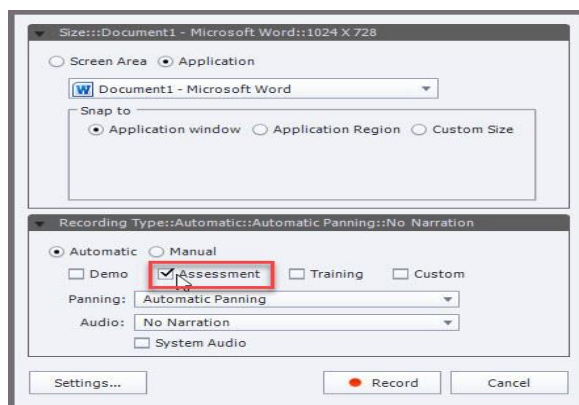 Size:::Document1 - Microsoft Word::1024 X 728
Screen Area Application
W Document1 - Microsoft Word
Snap to
Application window Application Region Custom Size
Recording Type::Automatic::Automatic Panning::No Narration
Automatic Manual
Demo Assessment Training Custom
Panning: Automatic Panning
Audio: No Narration
System Audio
Settings... Record Cancel